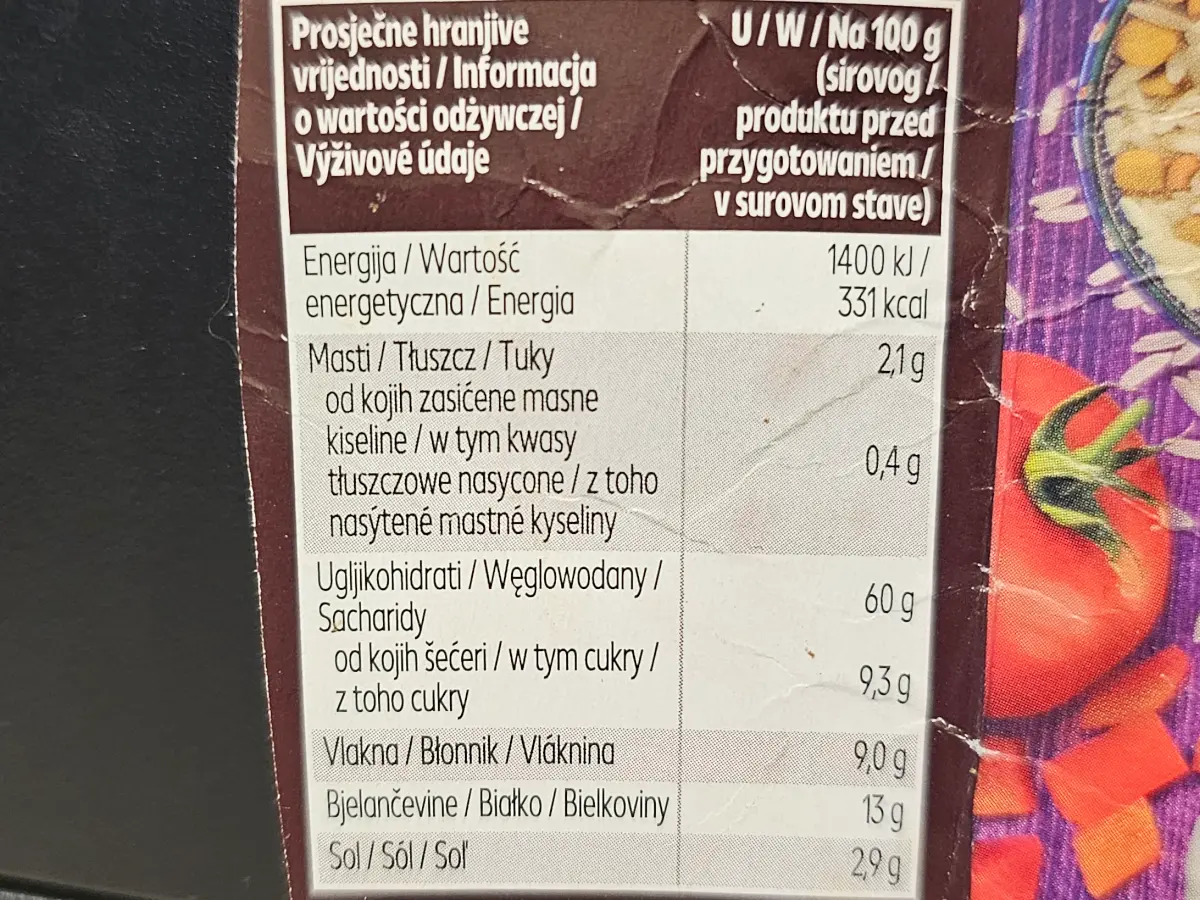 Prosječne hranjive
vrijednosti / Informacja
o wartości odżywczej /
Výživové údaje
U / W / Na 100 g
(sirovog /
produktu przed
przygotowaniem /
v surovom stave)
Energija / Wartość
energetyczna / Energia
1400 kJ /
331 kcal
Masti / Tłuszcz / Tuky
2,1 g
od kojih zasićene masne
kiseline / w tym kwasy
tłuszczowe nasycone / z toho
nasýtené mastné kyseliny
0,4 g
Ugljikohidrati / Węglowodany /
Sacharidy
60 g
od kojih šećeri / w tym cukry /
z toho cukry
9,3 g
Vlakna / Błonnik / Vláknina
9,0 g
Bjelančevine / Białko / Bielkoviny
13 g
Sol / Sól / Soľ
2,9 g